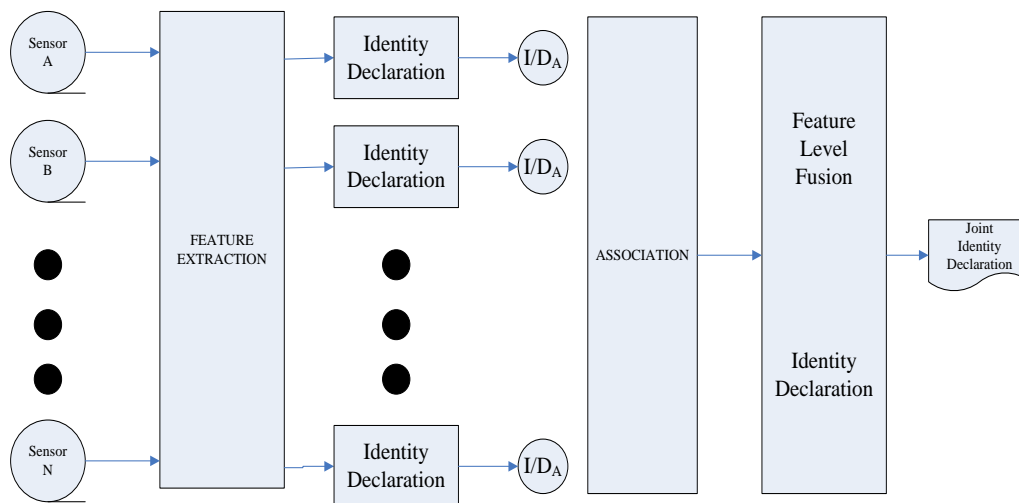 Sensor
A
Identity
Declaration
I/DA
Sensor
B
Identity
Declaration
I/DA
FEATURE
EXTRACTION
ASSOCIATION
Feature
Level
Fusion
Identity
Declaration
Joint
Identity
Declaration
Sensor
N
Identity
Declaration
I/DA